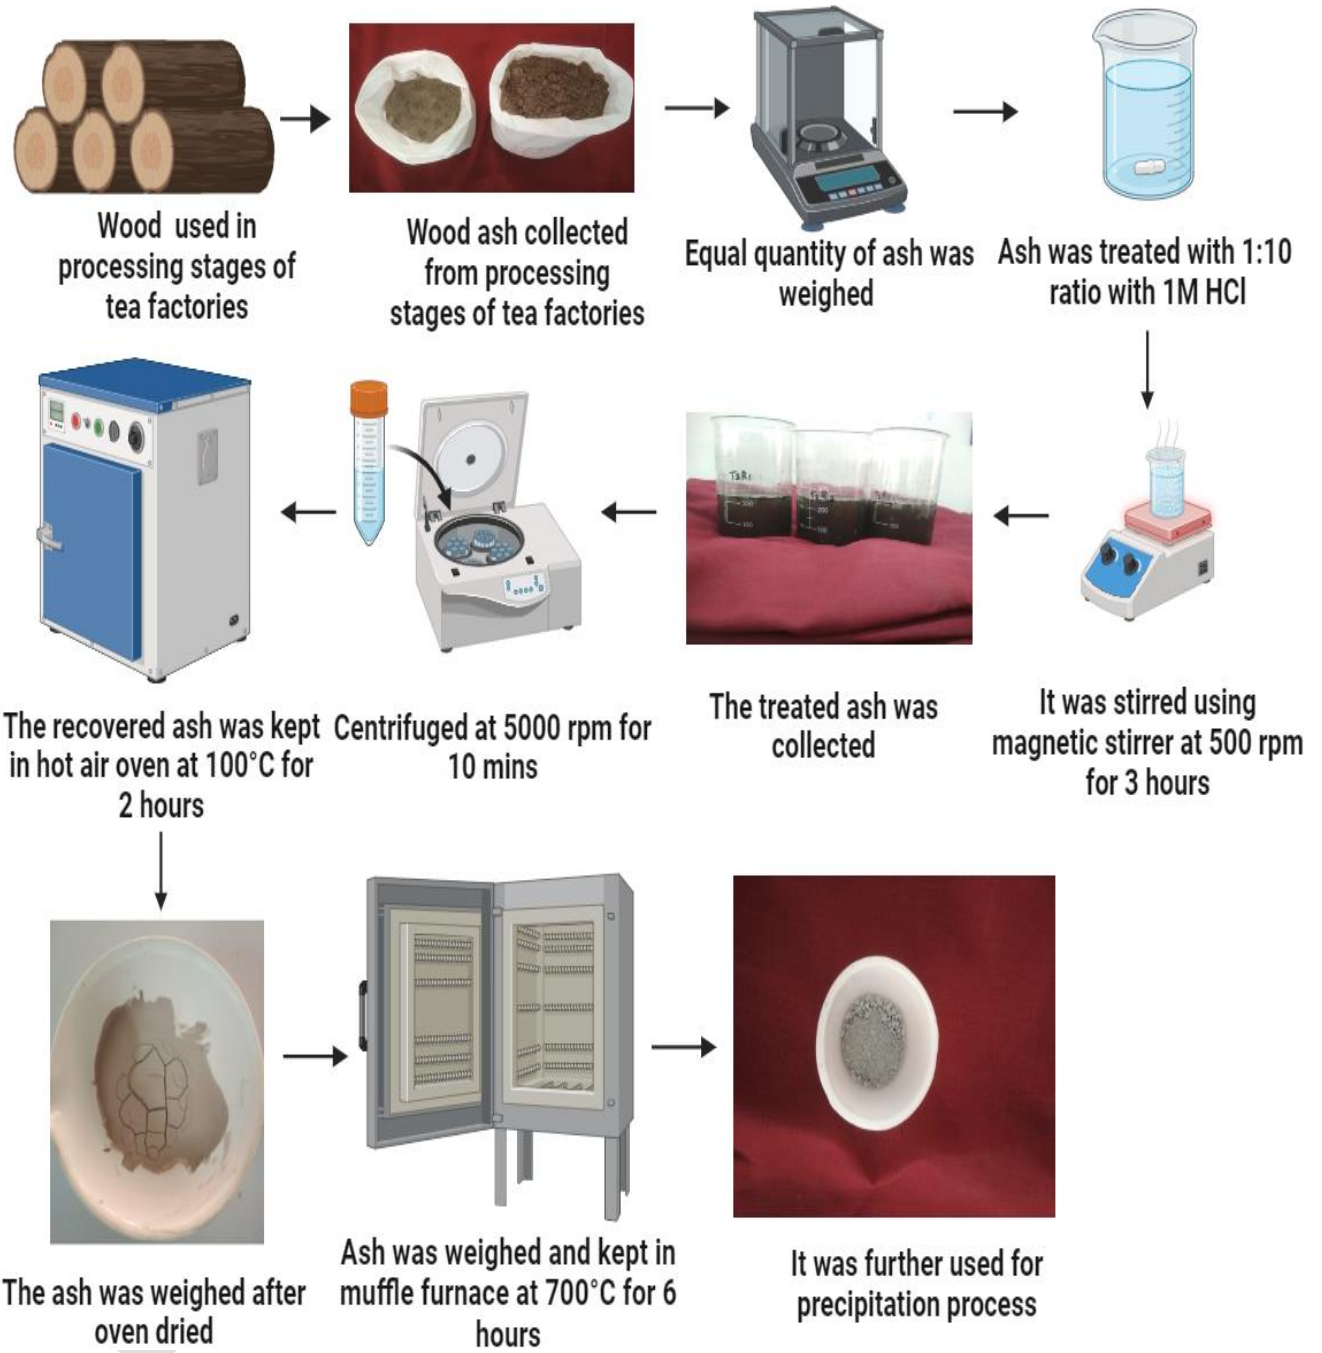 Wood used in
processing stages of
tea factories
Wood ash collected
from processing
stages of tea factories
Equal quantity of ash was
weighed
Ash was treated with 1:10
ratio with 1M HCl
The recovered ash was kept
in hot air oven at 100°C for
2 hours
Centrifuged at 5000 rpm for
10 mins
The treated ash was
collected
It was stirred using
magnetic stirrer at 500 rpm
for 3 hours
The ash was weighed after
oven dried
Ash was weighed and kept in
muffle furnace at 700°C for 6
hours
It was further used for
precipitation process